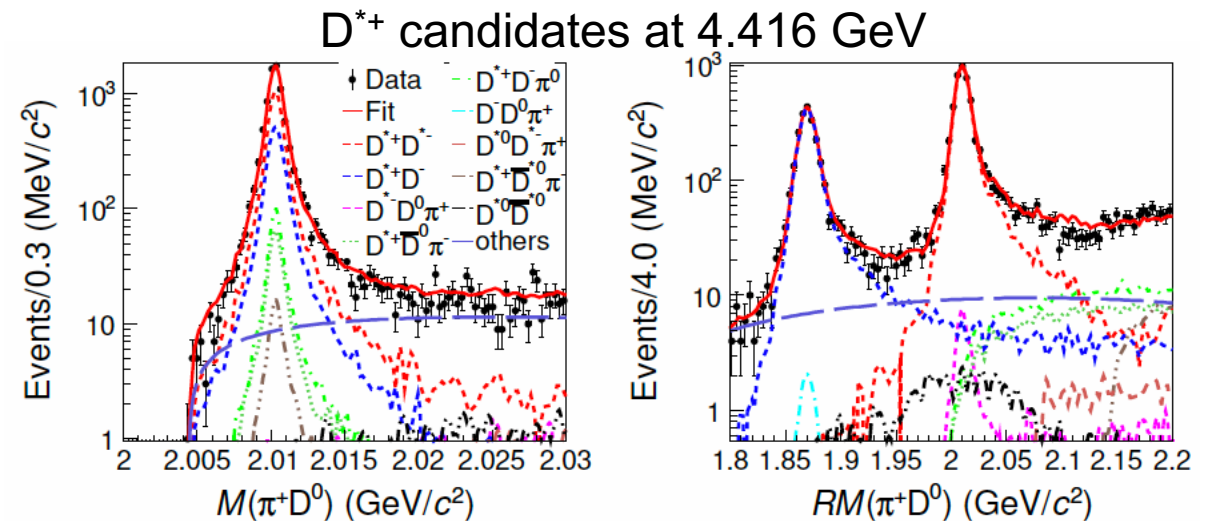 D*+ candidates at 4.416 GeV
Events/0.3 (MeV/c²)
10³
10²
10
1
2 2.005 2.01 2.015 2.02 2.025 2.03
M(π⁺D⁰) (GeV/c²)
Data
Fit
D*⁺D*⁻
D*⁺D⁻
D*⁻D⁰π⁺
D*⁺D̅⁰π⁻
D*⁺D⁻π⁰
D⁻D⁰π⁺
D*⁰D*⁻π⁺
D*⁺D̅*⁰π⁻
D*⁰D̅*⁰
others
Events/4.0 (MeV/c²)
10³
10²
10
1
1.8 1.85 1.9 1.95 2 2.05 2.1 2.15 2.2
RM(π⁺D⁰) (GeV/c²)